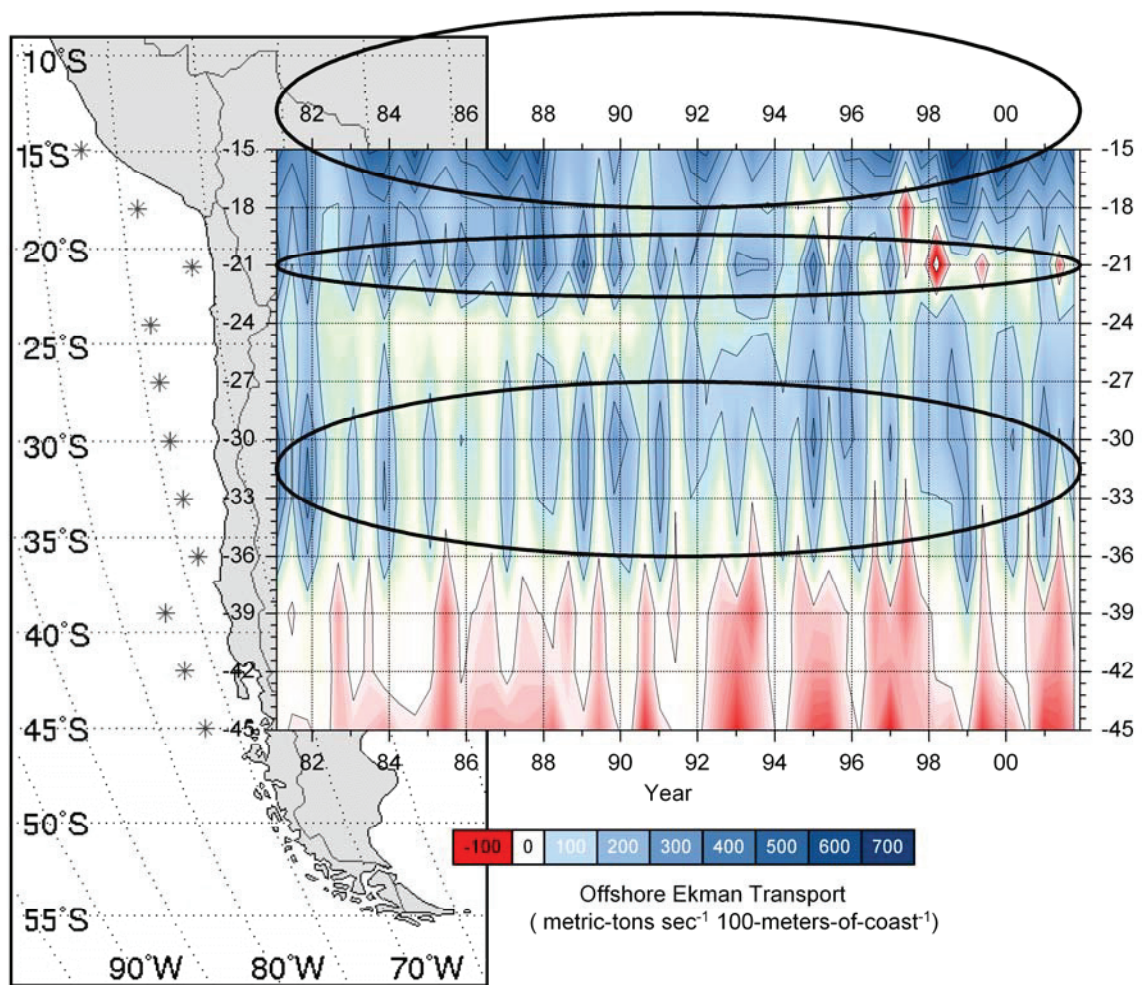 10°S
15°S
20°S
25°S
30°S
35°S
40°S
45°S
50°S
55°S
90°W 80°W 70°W
82 84 86 88 90 92 94 96 98 00
-15 -15
-18 -18
-21 -21
-24 -24
-27 -27
-30 -30
-33 -33
-36 -36
-39 -39
-42 -42
-45 -45
82 84 86 88 90 92 94 96 98 00
Year
-100 0 100 200 300 400 500 600 700
Offshore Ekman Transport
( metric-tons sec⁻¹ 100-meters-of-coast⁻¹)